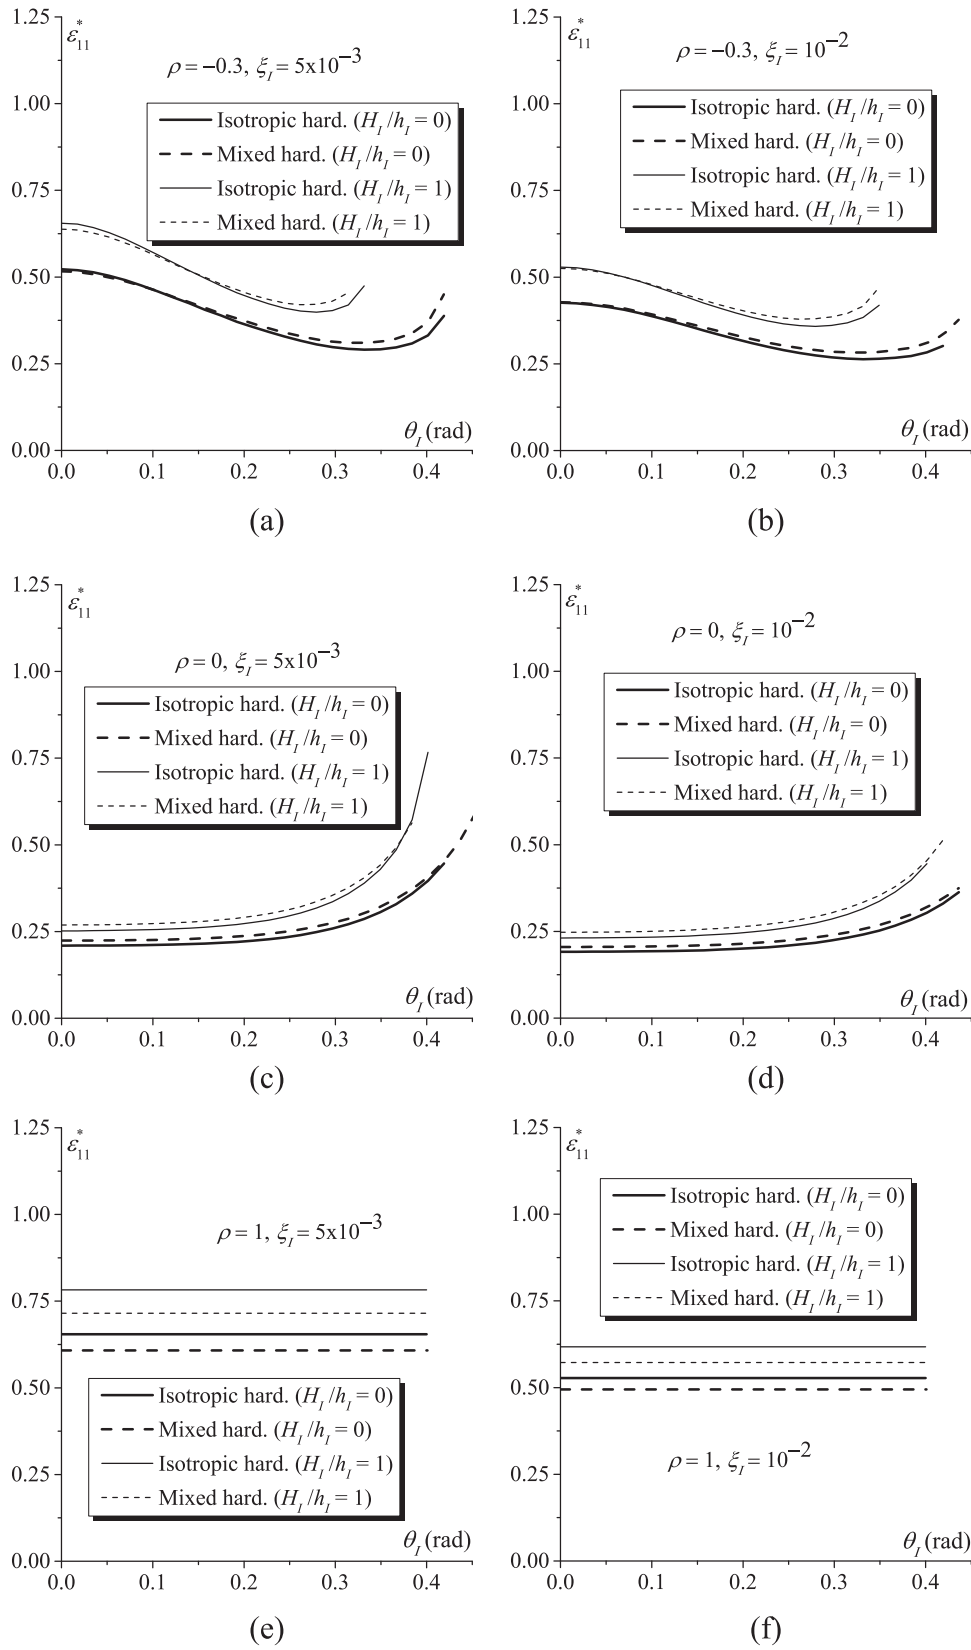 1.25
ε*11
ρ = −0.3, ξI = 5x10−3
1.00
Isotropic hard. (HI/hI = 0)
Mixed hard. (HI/hI = 0)
Isotropic hard. (HI/hI = 1)
Mixed hard. (HI/hI = 1)
0.75
0.50
0.25
θI (rad)
0.00
0.0 0.1 0.2 0.3 0.4
(a)
1.25
ε*11
ρ = −0.3, ξI = 10−2
1.00
Isotropic hard. (HI/hI = 0)
Mixed hard. (HI/hI = 0)
Isotropic hard. (HI/hI = 1)
Mixed hard. (HI/hI = 1)
0.75
0.50
0.25
θI (rad)
0.00
0.0 0.1 0.2 0.3 0.4
(b)
1.25
ε*11
ρ = 0, ξI = 5x10−3
1.00
Isotropic hard. (HI/hI = 0)
Mixed hard. (HI/hI = 0)
0.75
Isotropic hard. (HI/hI = 1)
Mixed hard. (HI/hI = 1)
0.50
0.25
θI (rad)
0.00
0.0 0.1 0.2 0.3 0.4
(c)
1.25
ε*11
ρ = 0, ξI = 10−2
1.00
Isotropic hard. (HI/hI = 0)
Mixed hard. (HI/hI = 0)
0.75
Isotropic hard. (HI/hI = 1)
Mixed hard. (HI/hI = 1)
0.50
0.25
θI (rad)
0.00
0.0 0.1 0.2 0.3 0.4
(d)
1.25
ε*11
1.00
ρ = 1, ξI = 5x10−3
0.75
0.50
Isotropic hard. (HI/hI = 0)
Mixed hard. (HI/hI = 0)
0.25
Isotropic hard. (HI/hI = 1)
Mixed hard. (HI/hI = 1)
θI (rad)
0.00
0.0 0.1 0.2 0.3 0.4
(e)
1.25
ε*11
Isotropic hard. (HI/hI = 0)
1.00
Mixed hard. (HI/hI = 0)
Isotropic hard. (HI/hI = 1)
Mixed hard. (HI/hI = 1)
0.75
0.50
ρ = 1, ξI = 10−2
0.25
θI (rad)
0.00
0.0 0.1 0.2 0.3 0.4
(f)